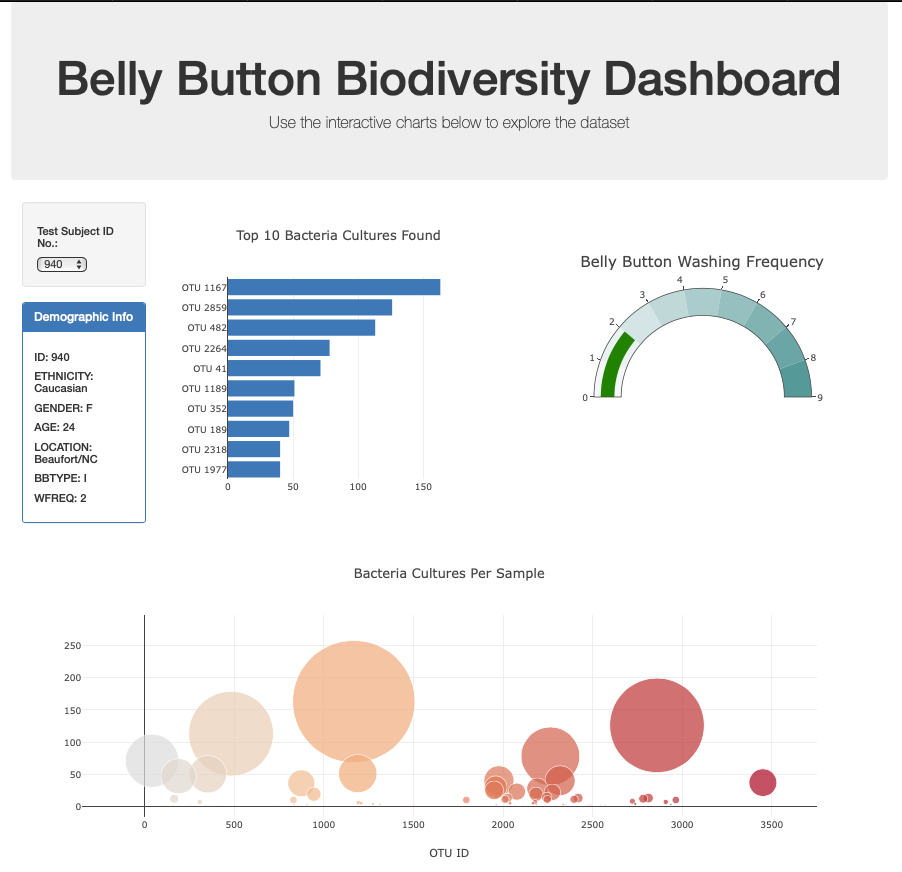 Belly Button Biodiversity Dashboard
Use the interactive charts below to explore the dataset
Test Subject ID
No.:
940
Demographic Info
ID: 940
ETHNICITY:
Caucasian
GENDER: F
AGE: 24
LOCATION:
Beaufort/NC
BBTYPE: I
WFREQ: 2
Top 10 Bacteria Cultures Found
OTU 1167
OTU 2859
OTU 482
OTU 2264
OTU 41
OTU 1189
OTU 352
OTU 189
OTU 2318
OTU 1977
0 50 100 150
Belly Button Washing Frequency
0
1
2
3
4
5
6
7
8
9
Bacteria Cultures Per Sample
250
200
150
100
50
0
0 500 1000 1500 2000 2500 3000 3500
OTU ID